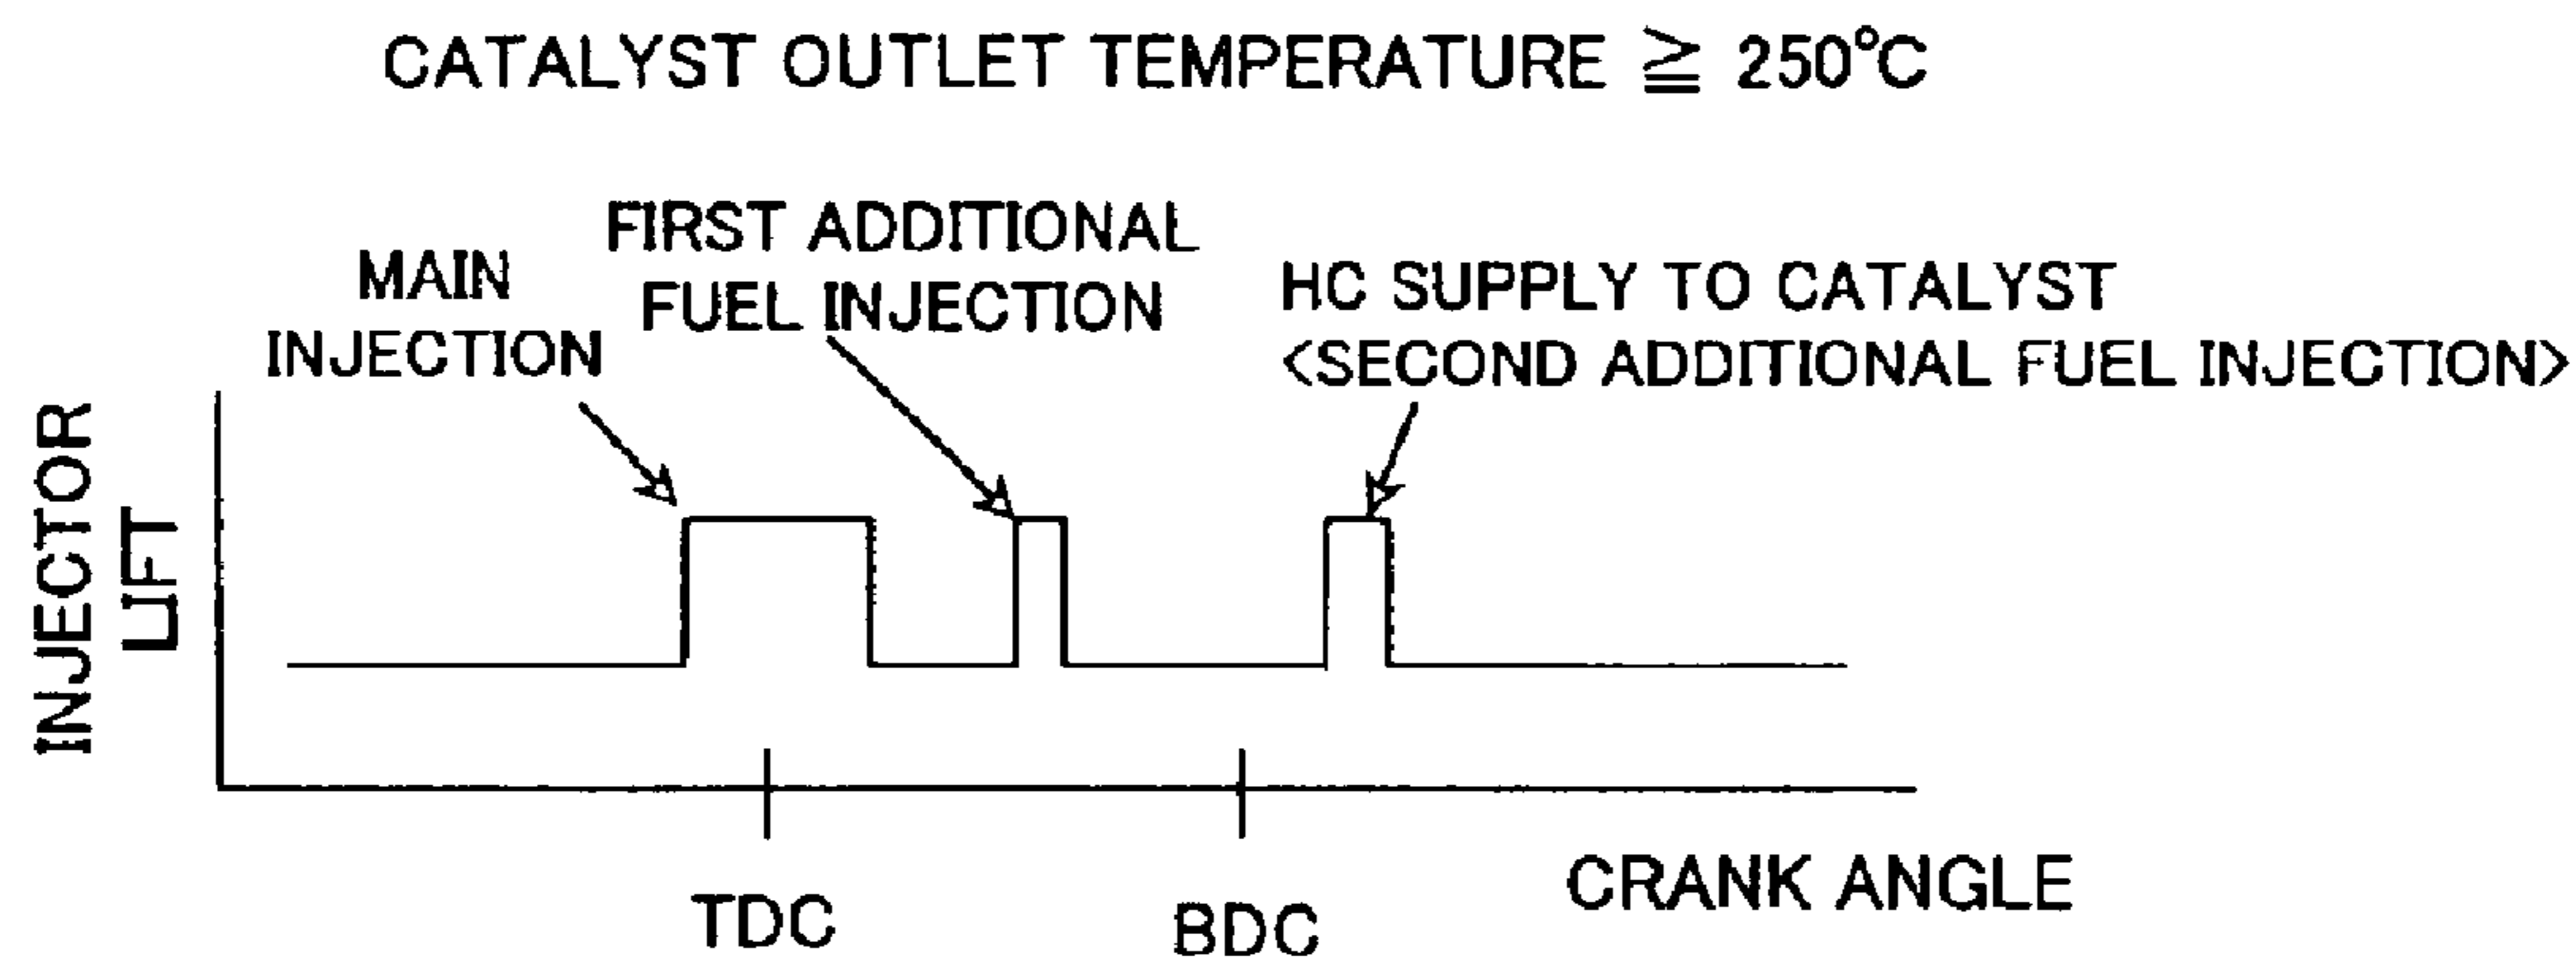 CATALYST OUTLET TEMPERATURE ≧ 250°C
MAIN
INJECTION
FIRST ADDITIONAL
FUEL INJECTION
HC SUPPLY TO CATALYST
<SECOND ADDITIONAL FUEL INJECTION>
INJECTOR
LIFT
TDC
BDC
CRANK ANGLE